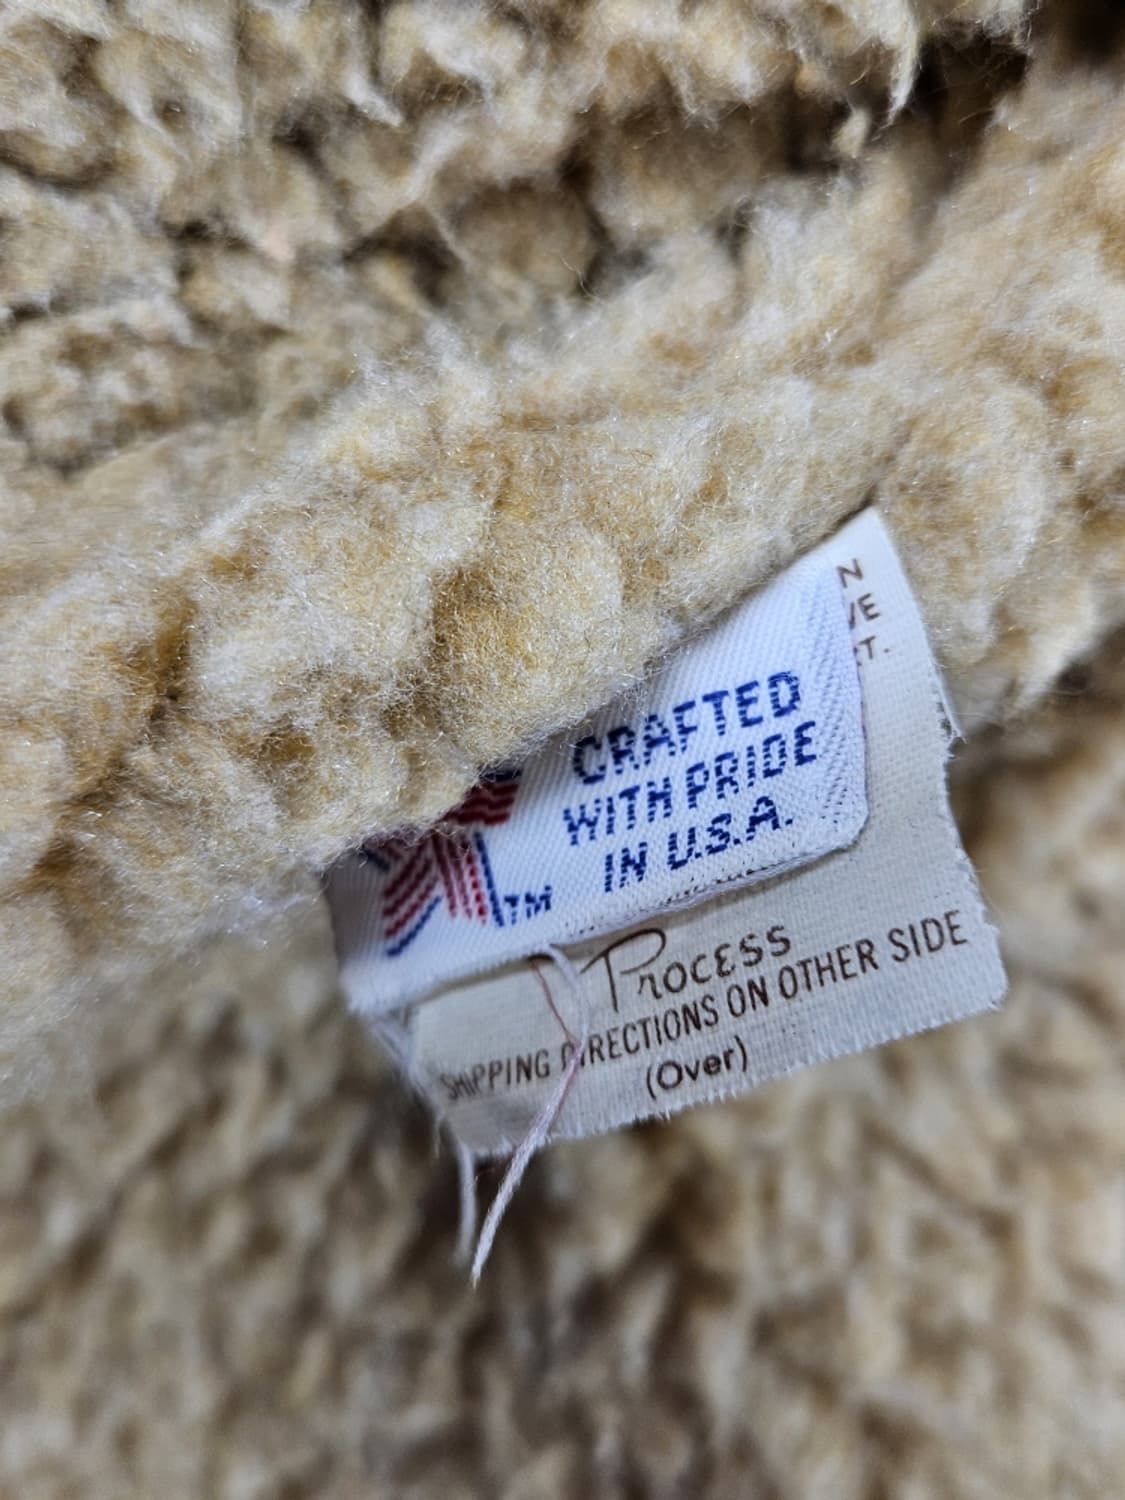 CRAFTED
WITH PRIDE
IN U.S.A.
TM
Process
SHIPPING DIRECTIONS ON OTHER SIDE
(Over)